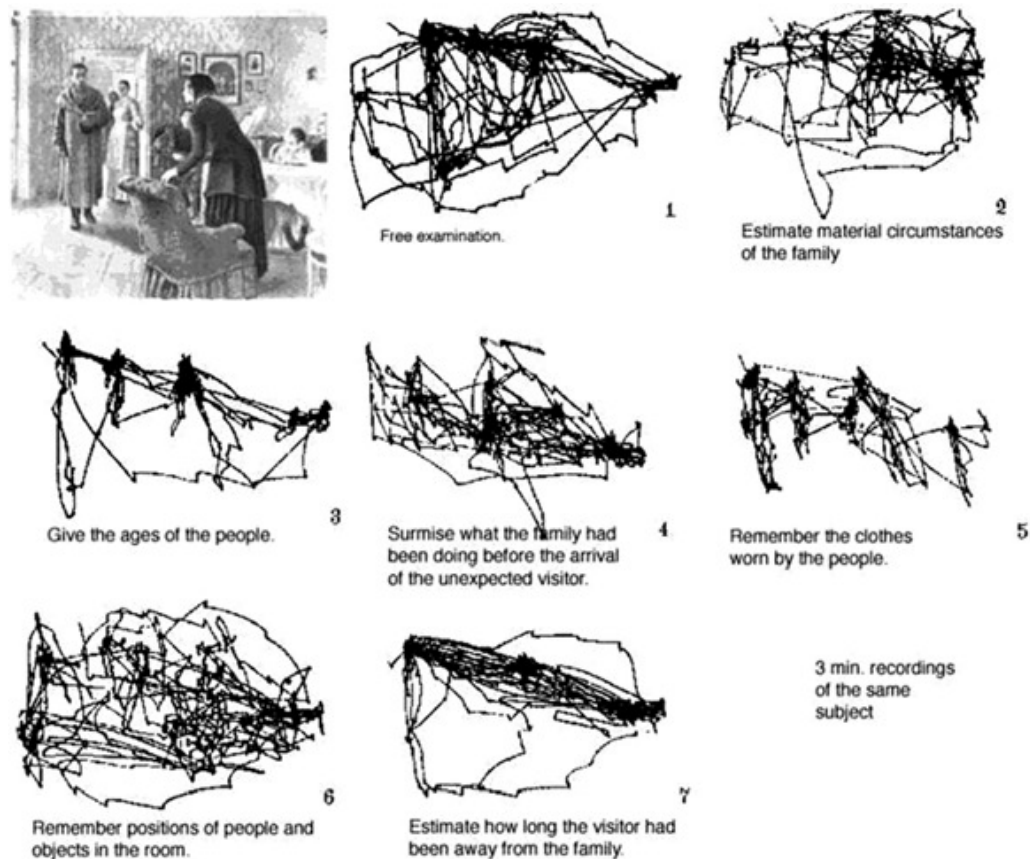 1
Free examination.
2
Estimate material circumstances
of the family
3
Give the ages of the people.
4
Surmise what the family had
been doing before the arrival
of the unexpected visitor.
5
Remember the clothes
worn by the people.
6
Remember positions of people and
objects in the room.
7
Estimate how long the visitor had
been away from the family.
3 min. recordings
of the same
subject